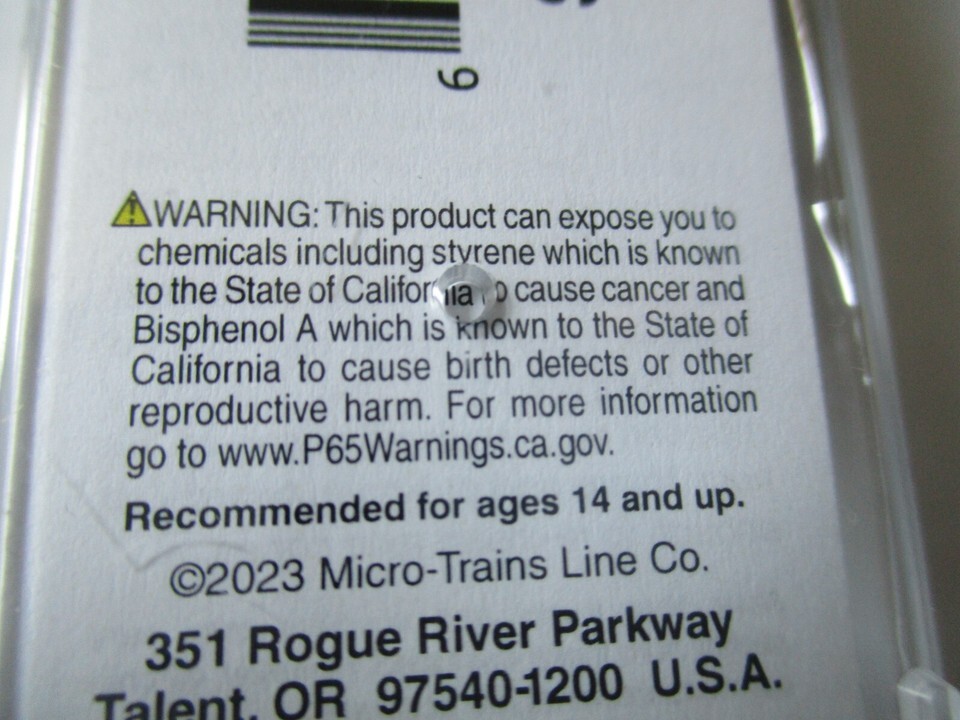 6
WARNING: This product can expose you to
chemicals including styrene which is known
to the State of California to cause cancer and
Bisphenol A which is known to the State of
California to cause birth defects or other
reproductive harm. For more information
go to www.P65Warnings.ca.gov.
Recommended for ages 14 and up.
©2023 Micro-Trains Line Co.
351 Rogue River Parkway
Talent, OR 97540-1200 U.S.A.